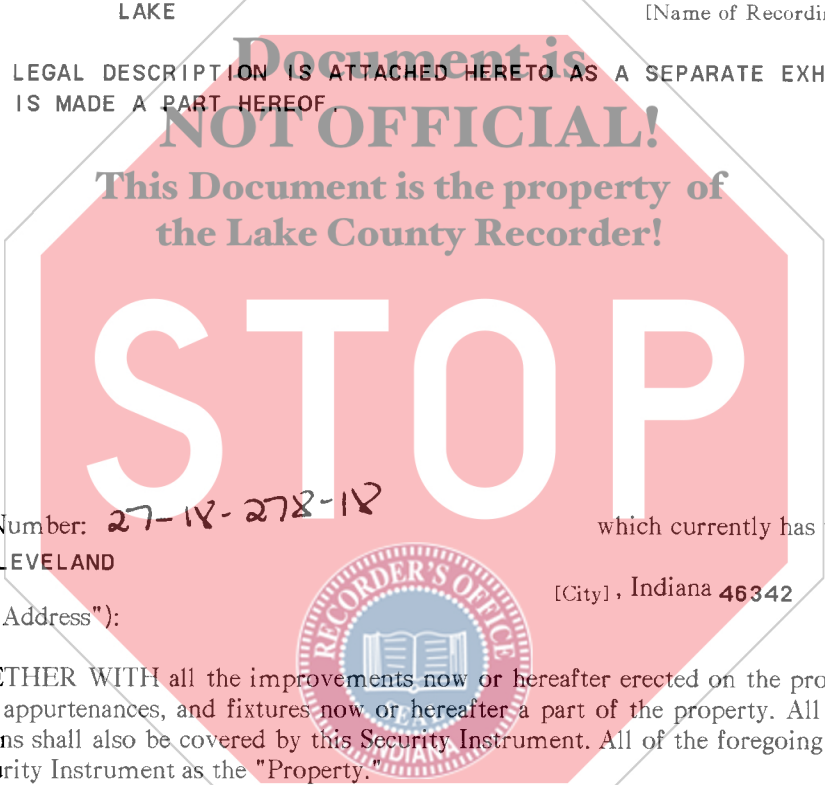 LAKE [Name of Recordi
Document is
LEGAL DESCRIPTION IS ATTACHED HERETO AS A SEPARATE EXH
IS MADE A PART HEREOF.
NOT OFFICIAL!
This Document is the property of
the Lake County Recorder!
STOP
Number: 27-18-278-18 which currently has
LEVELAND
[City], Indiana 46342
Address"):
RECORDER'S OFFICE
ETHER WITH all the improvements now or hereafter erected on the pro
appurtenances, and fixtures now or hereafter a part of the property. All
ns shall also be covered by this Security Instrument. All of the foregoing
urity Instrument as the "Property."
SEAL
INDIANA